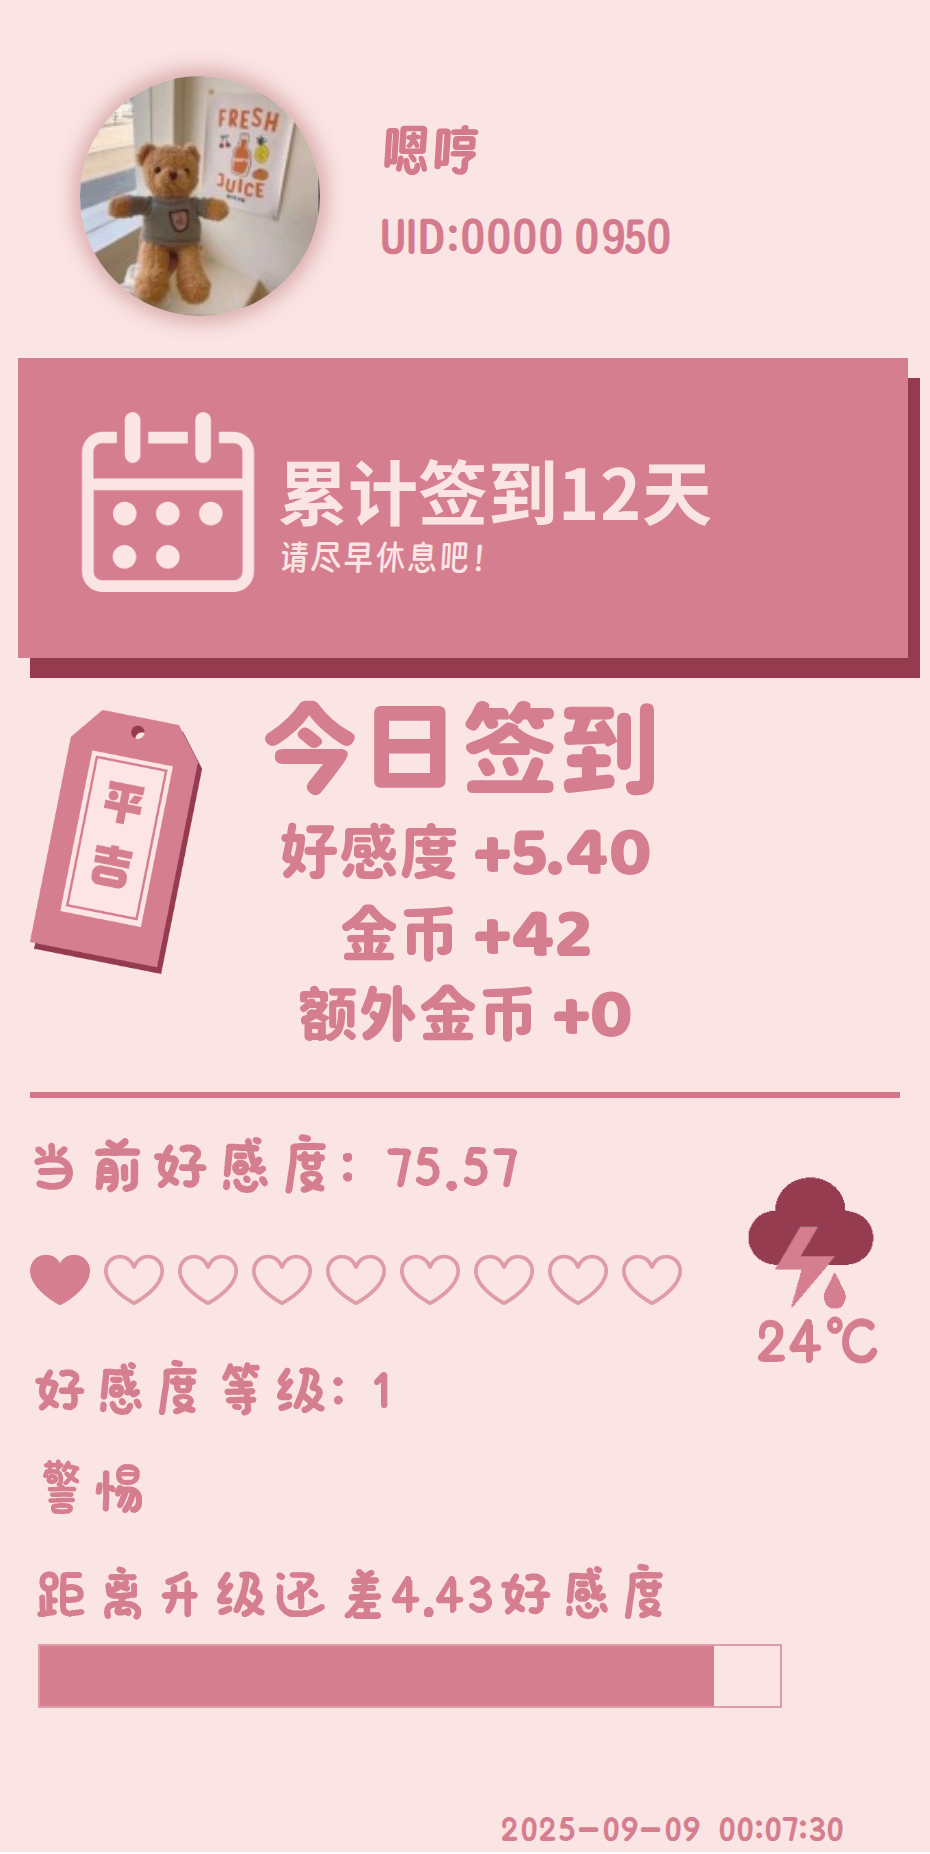 FRESH
JUICE
嗯哼
UID:0000 0950
累计签到12天
请尽早休息吧!
平
吉
今日签到
好感度 +5.40
金币 +42
额外金币 +0
当前好感度: 75.57
24℃
好感度等级: 1
警惕
距离升级还差4.43好感度
2025-09-09 00:07:30